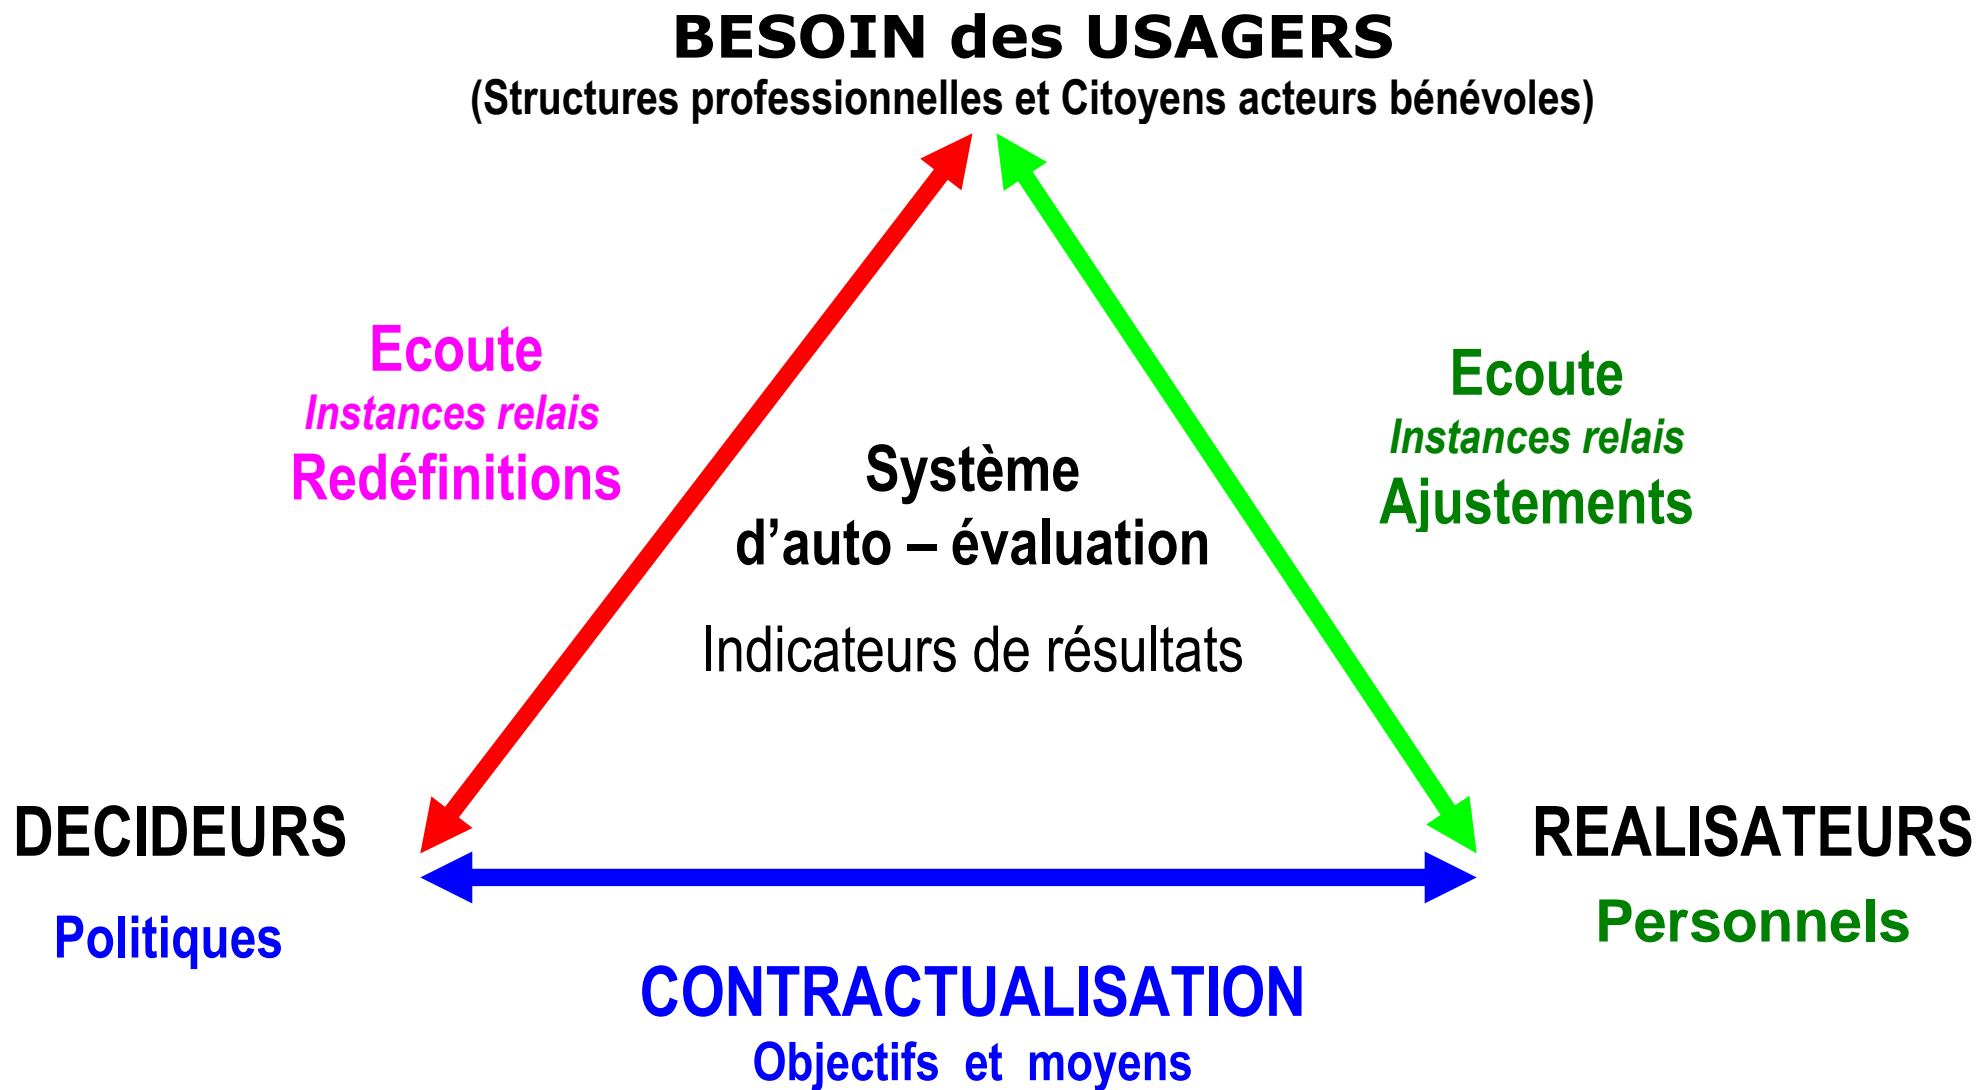 BESOIN des USAGERS
(Structures professionnelles et Citoyens acteurs bénévoles)
Ecoute
Instances relais
Redéfinitions
Ecoute
Instances relais
Ajustements
Système
d’auto – évaluation
Indicateurs de résultats
DECIDEURS
Politiques
REALISATEURS
Personnels
CONTRACTUALISATION
Objectifs et moyens